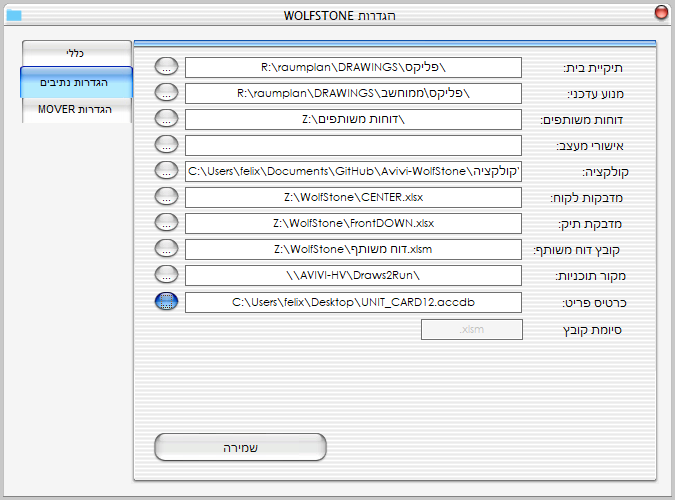 הגדרות WOLFSTONE
כללי
הגדרות נתיבים
הגדרות MOVER
תיקיית בית: R:\raumplan\DRAWINGS\פליקס\
מנוע עדכני: R:\raumplan\DRAWINGS\פליקס\ממוחשב\
דוחות משותפים: Z:\דוחות משותפים\
אישורי מעצב:
קולקציה: C:\Users\felix\Documents\GitHub\Avivi-WolfStone\קולקציה'
מדבקות לקוח: Z:\WolfStone\CENTER.xlsx
מדבקת תיק: Z:\WolfStone\FrontDOWN.xlsx
קובץ דוח משותף: Z:\WolfStone\דוח משותף.xlsm
מקור תוכניות: \\AVIVI-HV\Draws2Run\
כרטיס פריט: C:\Users\felix\Desktop\UNIT_CARD12.accdb
סיומת קובץ .xlsm
שמירה